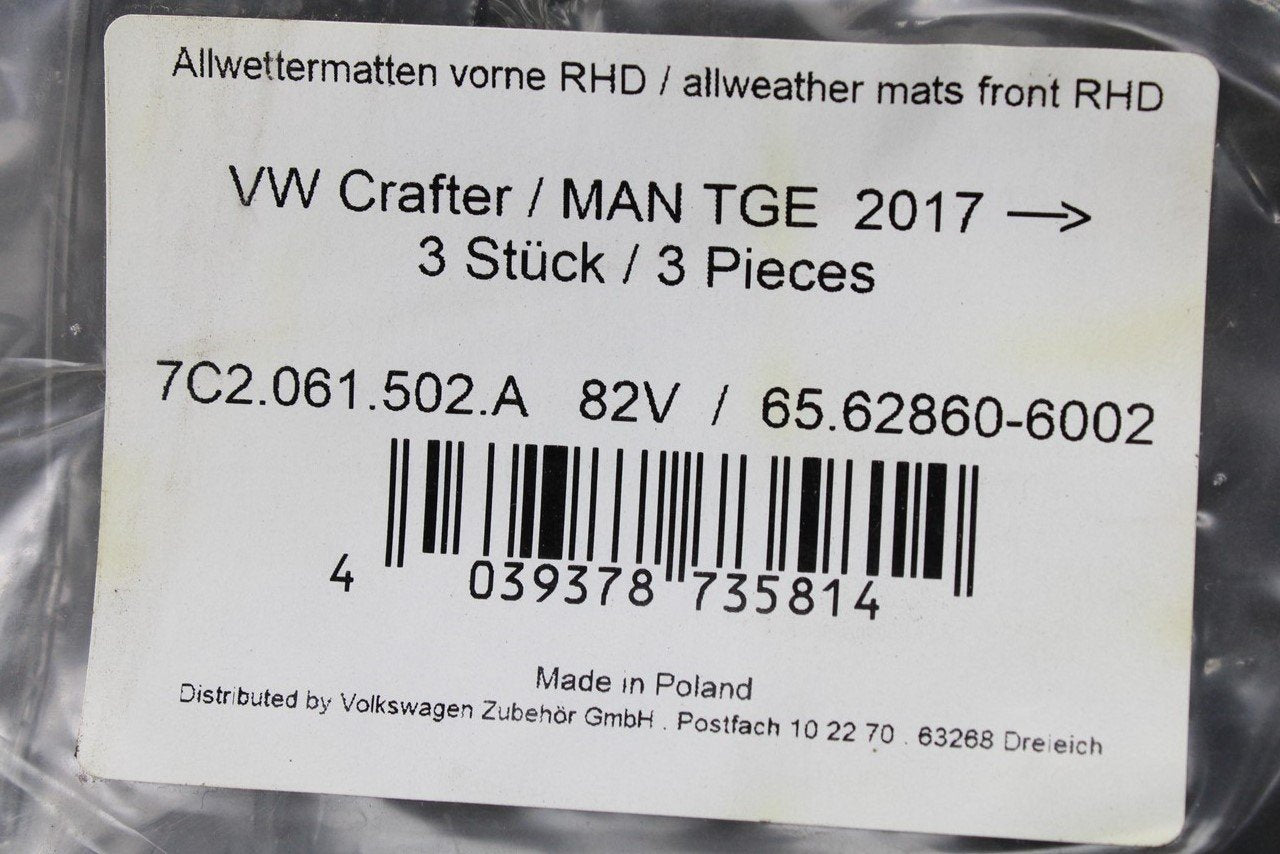 Allwettermatten vorne RHD / allweather mats front RHD
VW Crafter / MAN TGE 2017 →
3 Stück / 3 Pieces
7C2.061.502.A 82V / 65.62860-6002
4 039378 735814
Made in Poland
Distributed by Volkswagen Zubehör GmbH . Postfach 10 22 70 . 63268 Dreieich